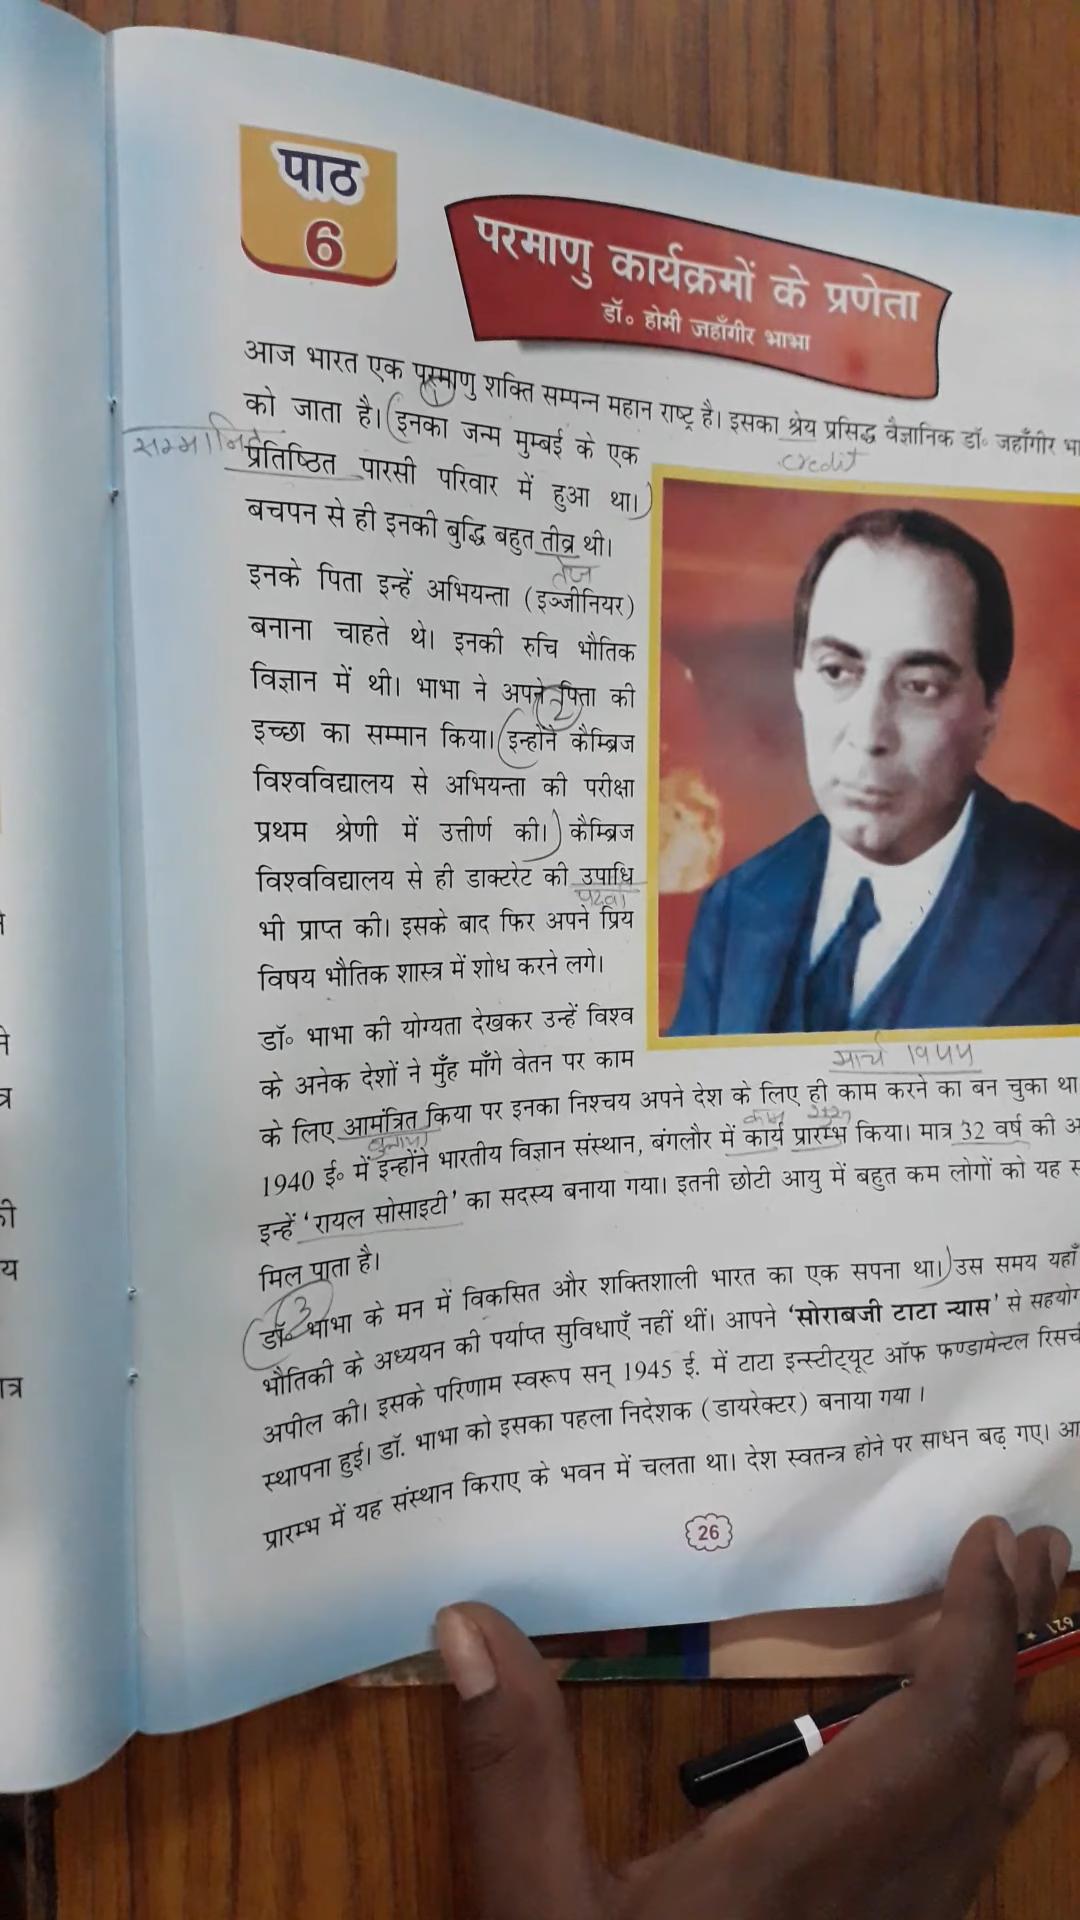 पाठ
6
परमाणु कार्यक्रमों के प्रणेता
डॉ॰ होमी जहाँगीर भाभा
आज भारत एक परमाणु शक्ति सम्पन्न महान राष्ट्र है। इसका श्रेय प्रसिद्ध वैज्ञानिक डॉ॰ जहाँगीर भा
credit
को जाता है। (इनका जन्म मुम्बई के एक
सम्मानित
प्रतिष्ठित पारसी परिवार में हुआ था।)
बचपन से ही इनकी बुद्धि बहुत तीव्र थी।
तेज
इनके पिता इन्हें अभियन्ता (इञ्जीनियर)
बनाना चाहते थे। इनकी रुचि भौतिक
विज्ञान में थी। भाभा ने अपने पिता की
2
इच्छा का सम्मान किया। (इन्होंने कैम्ब्रिज
विश्वविद्यालय से अभियन्ता की परीक्षा
प्रथम श्रेणी में उत्तीर्ण की।) कैम्ब्रिज
विश्वविद्यालय से ही डाक्टरेट की उपाधि
पदवी
भी प्राप्त की। इसके बाद फिर अपने प्रिय
विषय भौतिक शास्त्र में शोध करने लगे।
डॉ॰ भाभा की योग्यता देखकर उन्हें विश्व
के अनेक देशों ने मुँह माँगे वेतन पर काम
मार्च १९५५
के लिए आमंत्रित किया पर इनका निश्चय अपने देश के लिए ही काम करने का बन चुका था
बुलाया
काम
1940 ई॰ में इन्होंने भारतीय विज्ञान संस्थान, बंगलौर में कार्य प्रारम्भ किया। मात्र 32 वर्ष की
इन्हें ‘रायल सोसाइटी’ का सदस्य बनाया गया। इतनी छोटी आयु में बहुत कम लोगों को यह
मिल पाता है।
3
(डॉ॰ भाभा के मन में विकसित और शक्तिशाली भारत का एक सपना था।) उस समय यहाँ
भौतिकी के अध्ययन की पर्याप्त सुविधाएँ नहीं थीं। आपने ‘सोराबजी टाटा न्यास’ से सहयोग
अपील की। इसके परिणाम स्वरूप सन् 1945 ई. में टाटा इन्स्टीट्यूट ऑफ फण्डामेन्टल रिसर्च
स्थापना हुई। डॉ. भाभा को इसका पहला निदेशक (डायरेक्टर) बनाया गया ।
प्रारम्भ में यह संस्थान किराए के भवन में चलता था। देश स्वतन्त्र होने पर साधन बढ़ गए।
26
621